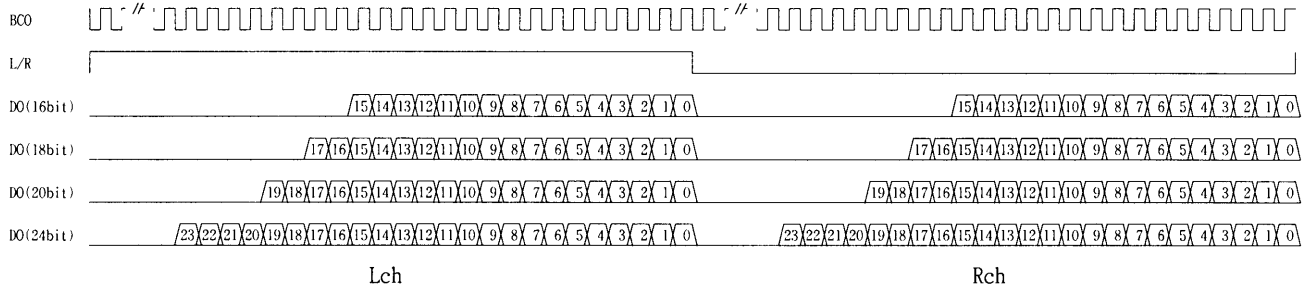 BCO
L/R
DO(16bit) 15 14 13 12 11 10 9 8 7 6 5 4 3 2 1 0 15 14 13 12 11 10 9 8 7 6 5 4 3 2 1 0
DO(18bit) 17 16 15 14 13 12 11 10 9 8 7 6 5 4 3 2 1 0 17 16 15 14 13 12 11 10 9 8 7 6 5 4 3 2 1 0
DO(20bit) 19 18 17 16 15 14 13 12 11 10 9 8 7 6 5 4 3 2 1 0 19 18 17 16 15 14 13 12 11 10 9 8 7 6 5 4 3 2 1 0
DO(24bit) 23 22 21 20 19 18 17 16 15 14 13 12 11 10 9 8 7 6 5 4 3 2 1 0 23 22 21 20 19 18 17 16 15 14 13 12 11 10 9 8 7 6 5 4 3 2 1 0
Lch Rch